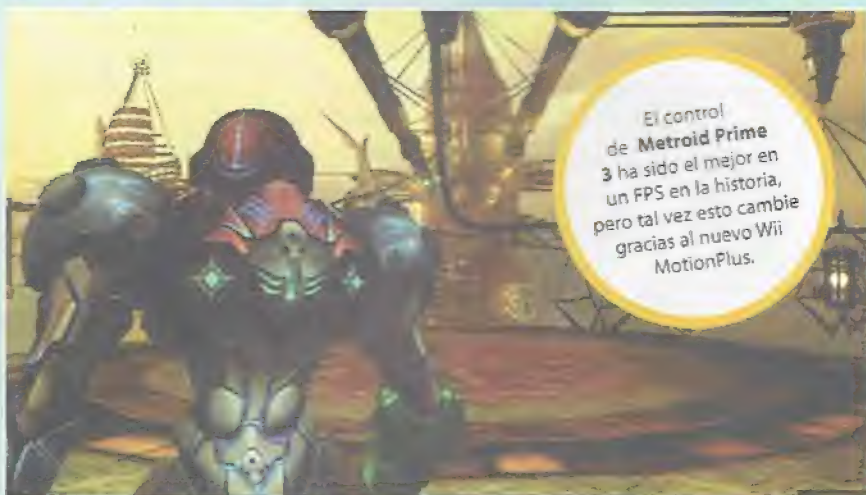 El control
de Metroid Prime
3 ha sido el mejor en
un FPS en la historia,
pero tal vez esto cambie
gracias al nuevo Wii
MotionPlus.